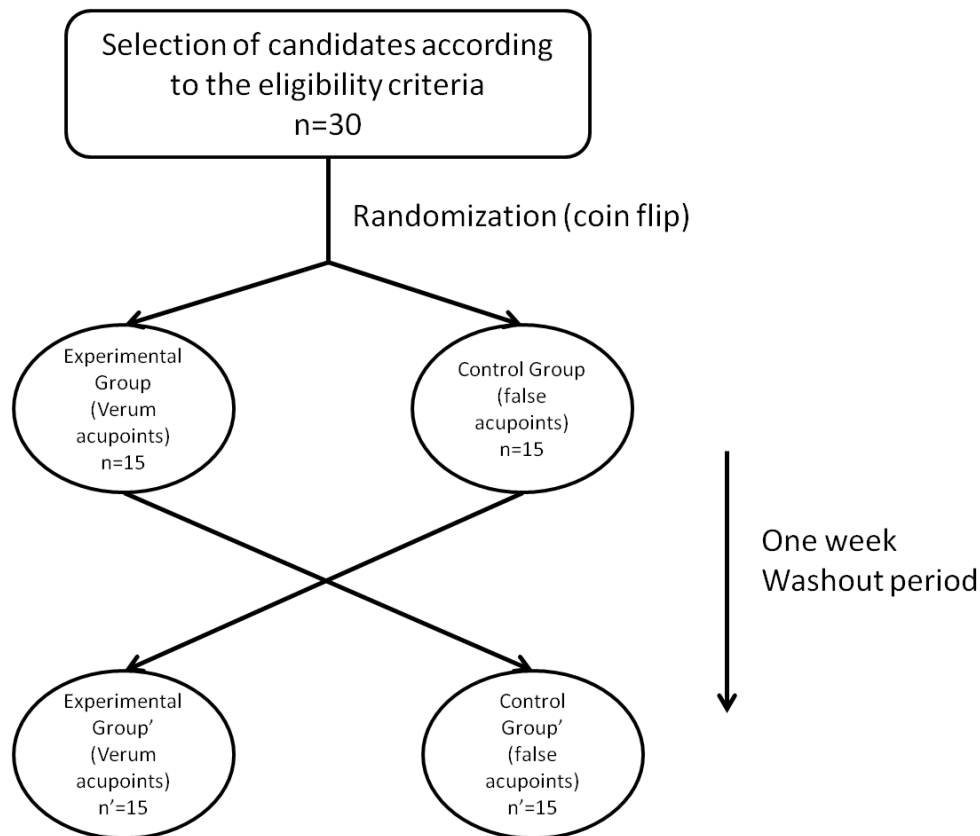 Selection of candidates according
to the eligibility criteria
n=30
Randomization (coin flip)
Experimental
Group
(Verum
acupoints)
n=15
Control Group
(false
acupoints)
n=15
One week
Washout period
Experimental
Group’
(Verum
acupoints)
n’=15
Control
Group’
(false
acupoints)
n’=15